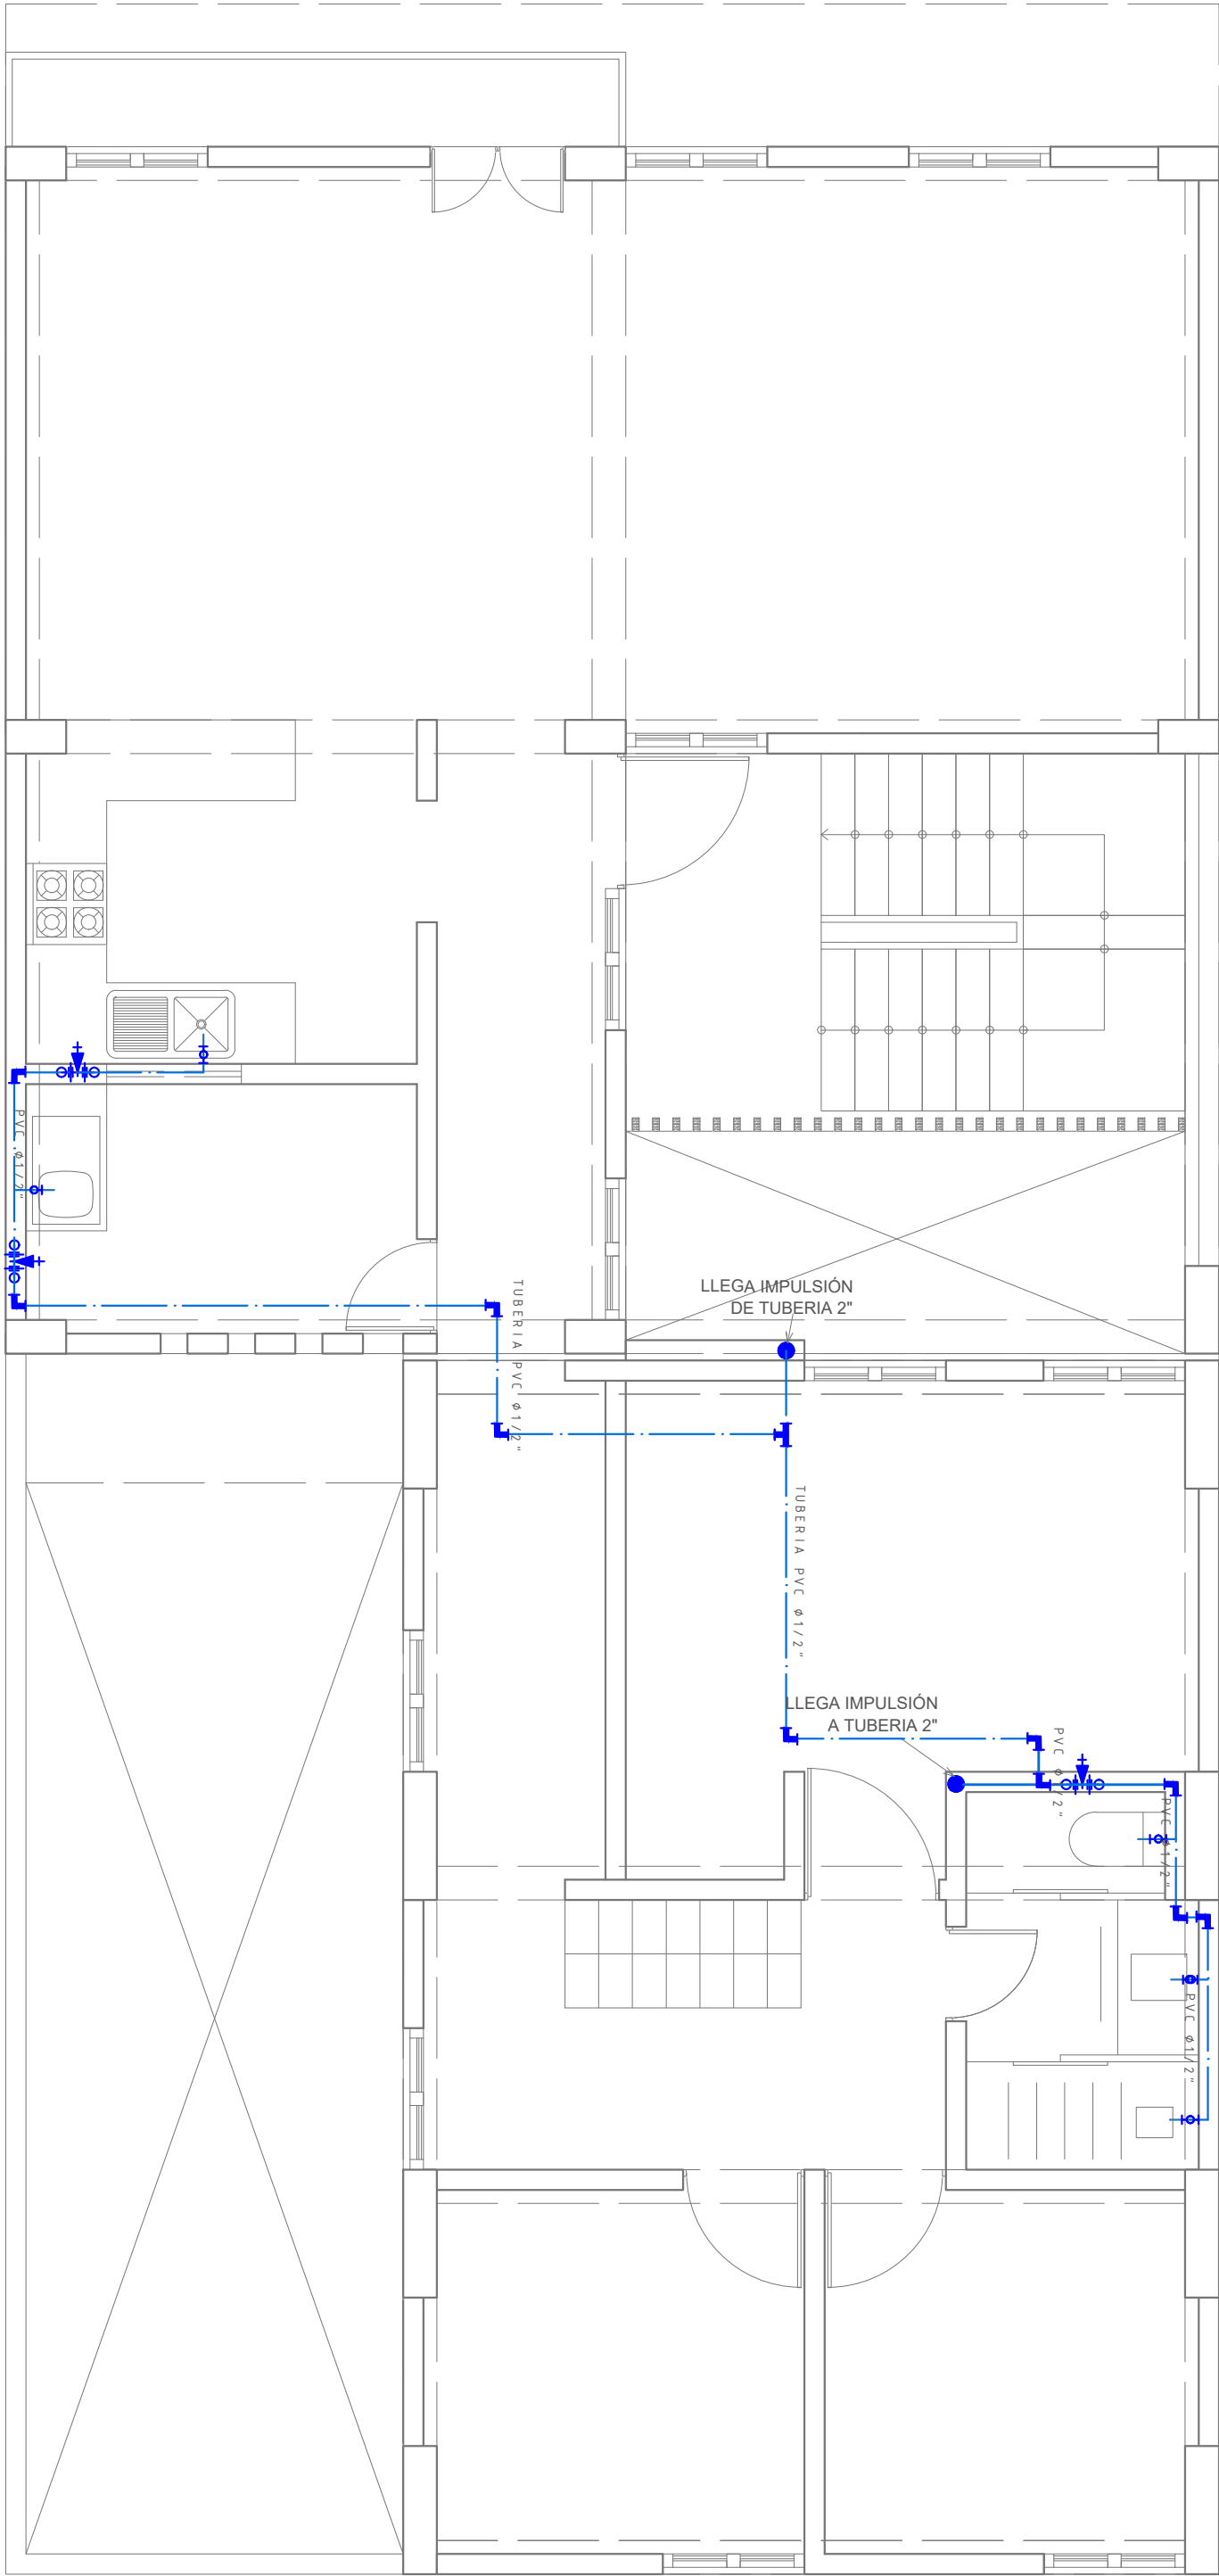 PVC Ø1/2"
TUBERIA PVC Ø1/2"
LLEGA IMPULSIÓN
DE TUBERIA 2"
TUBERIA PVC Ø1/2"
LLEGA IMPULSIÓN
A TUBERIA 2"
PVC Ø1/2"
PVC Ø1/2"
PVC Ø1/2"